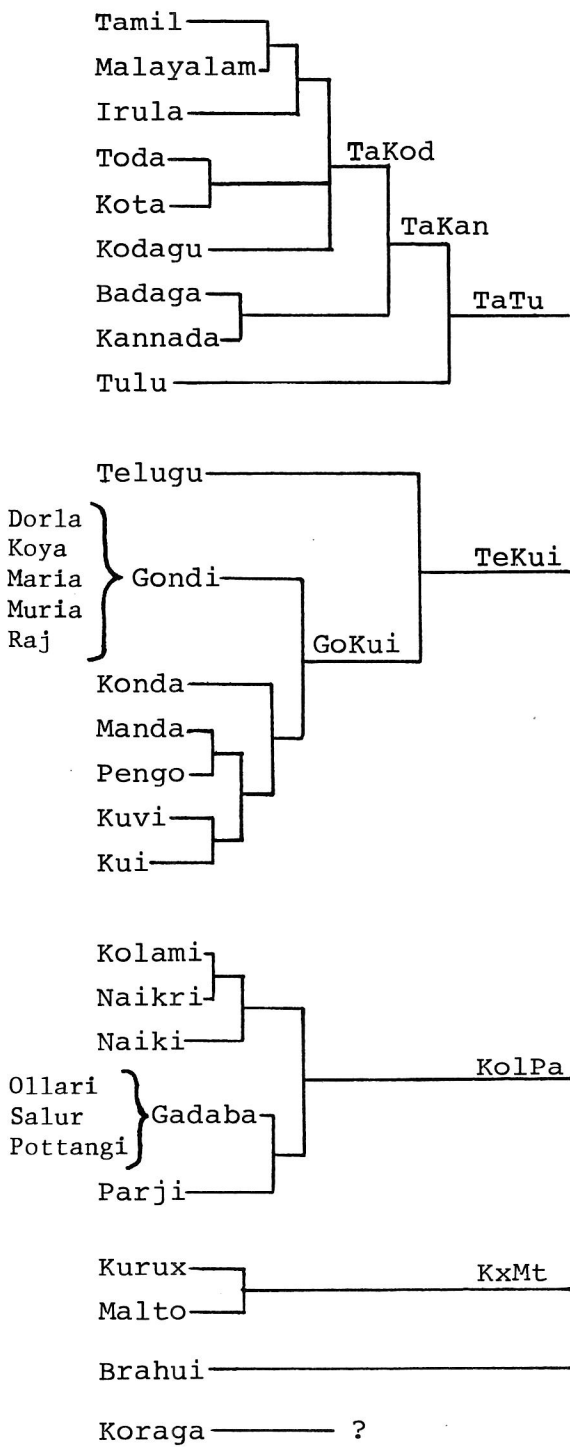 Tamil
Malayalam
Irula
Toda
TaKod
Kota
TaKan
Kodagu
Badaga
TaTu
Kannada
Tulu
Telugu
Dorla
Koya
TeKui
Maria
Gondi
Muria
Raj
GoKui
Konda
Manda
Pengo
Kuvi
Kui
Kolami
Naikri
Naiki
KolPa
Ollari
Salur
Gadaba
Pottangi
Parji
Kurux
KxMt
Malto
Brahui
Koraga ?